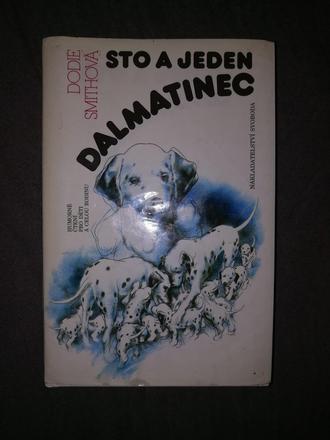 DODIE
SMITHOVÁ
STO A JEDEN
DALMATINEC
NAKLADATELSTVÍ SVOBODA
HUMORNÉ
ČTENÍ
PRO DĚTI
A CELOU RODINU